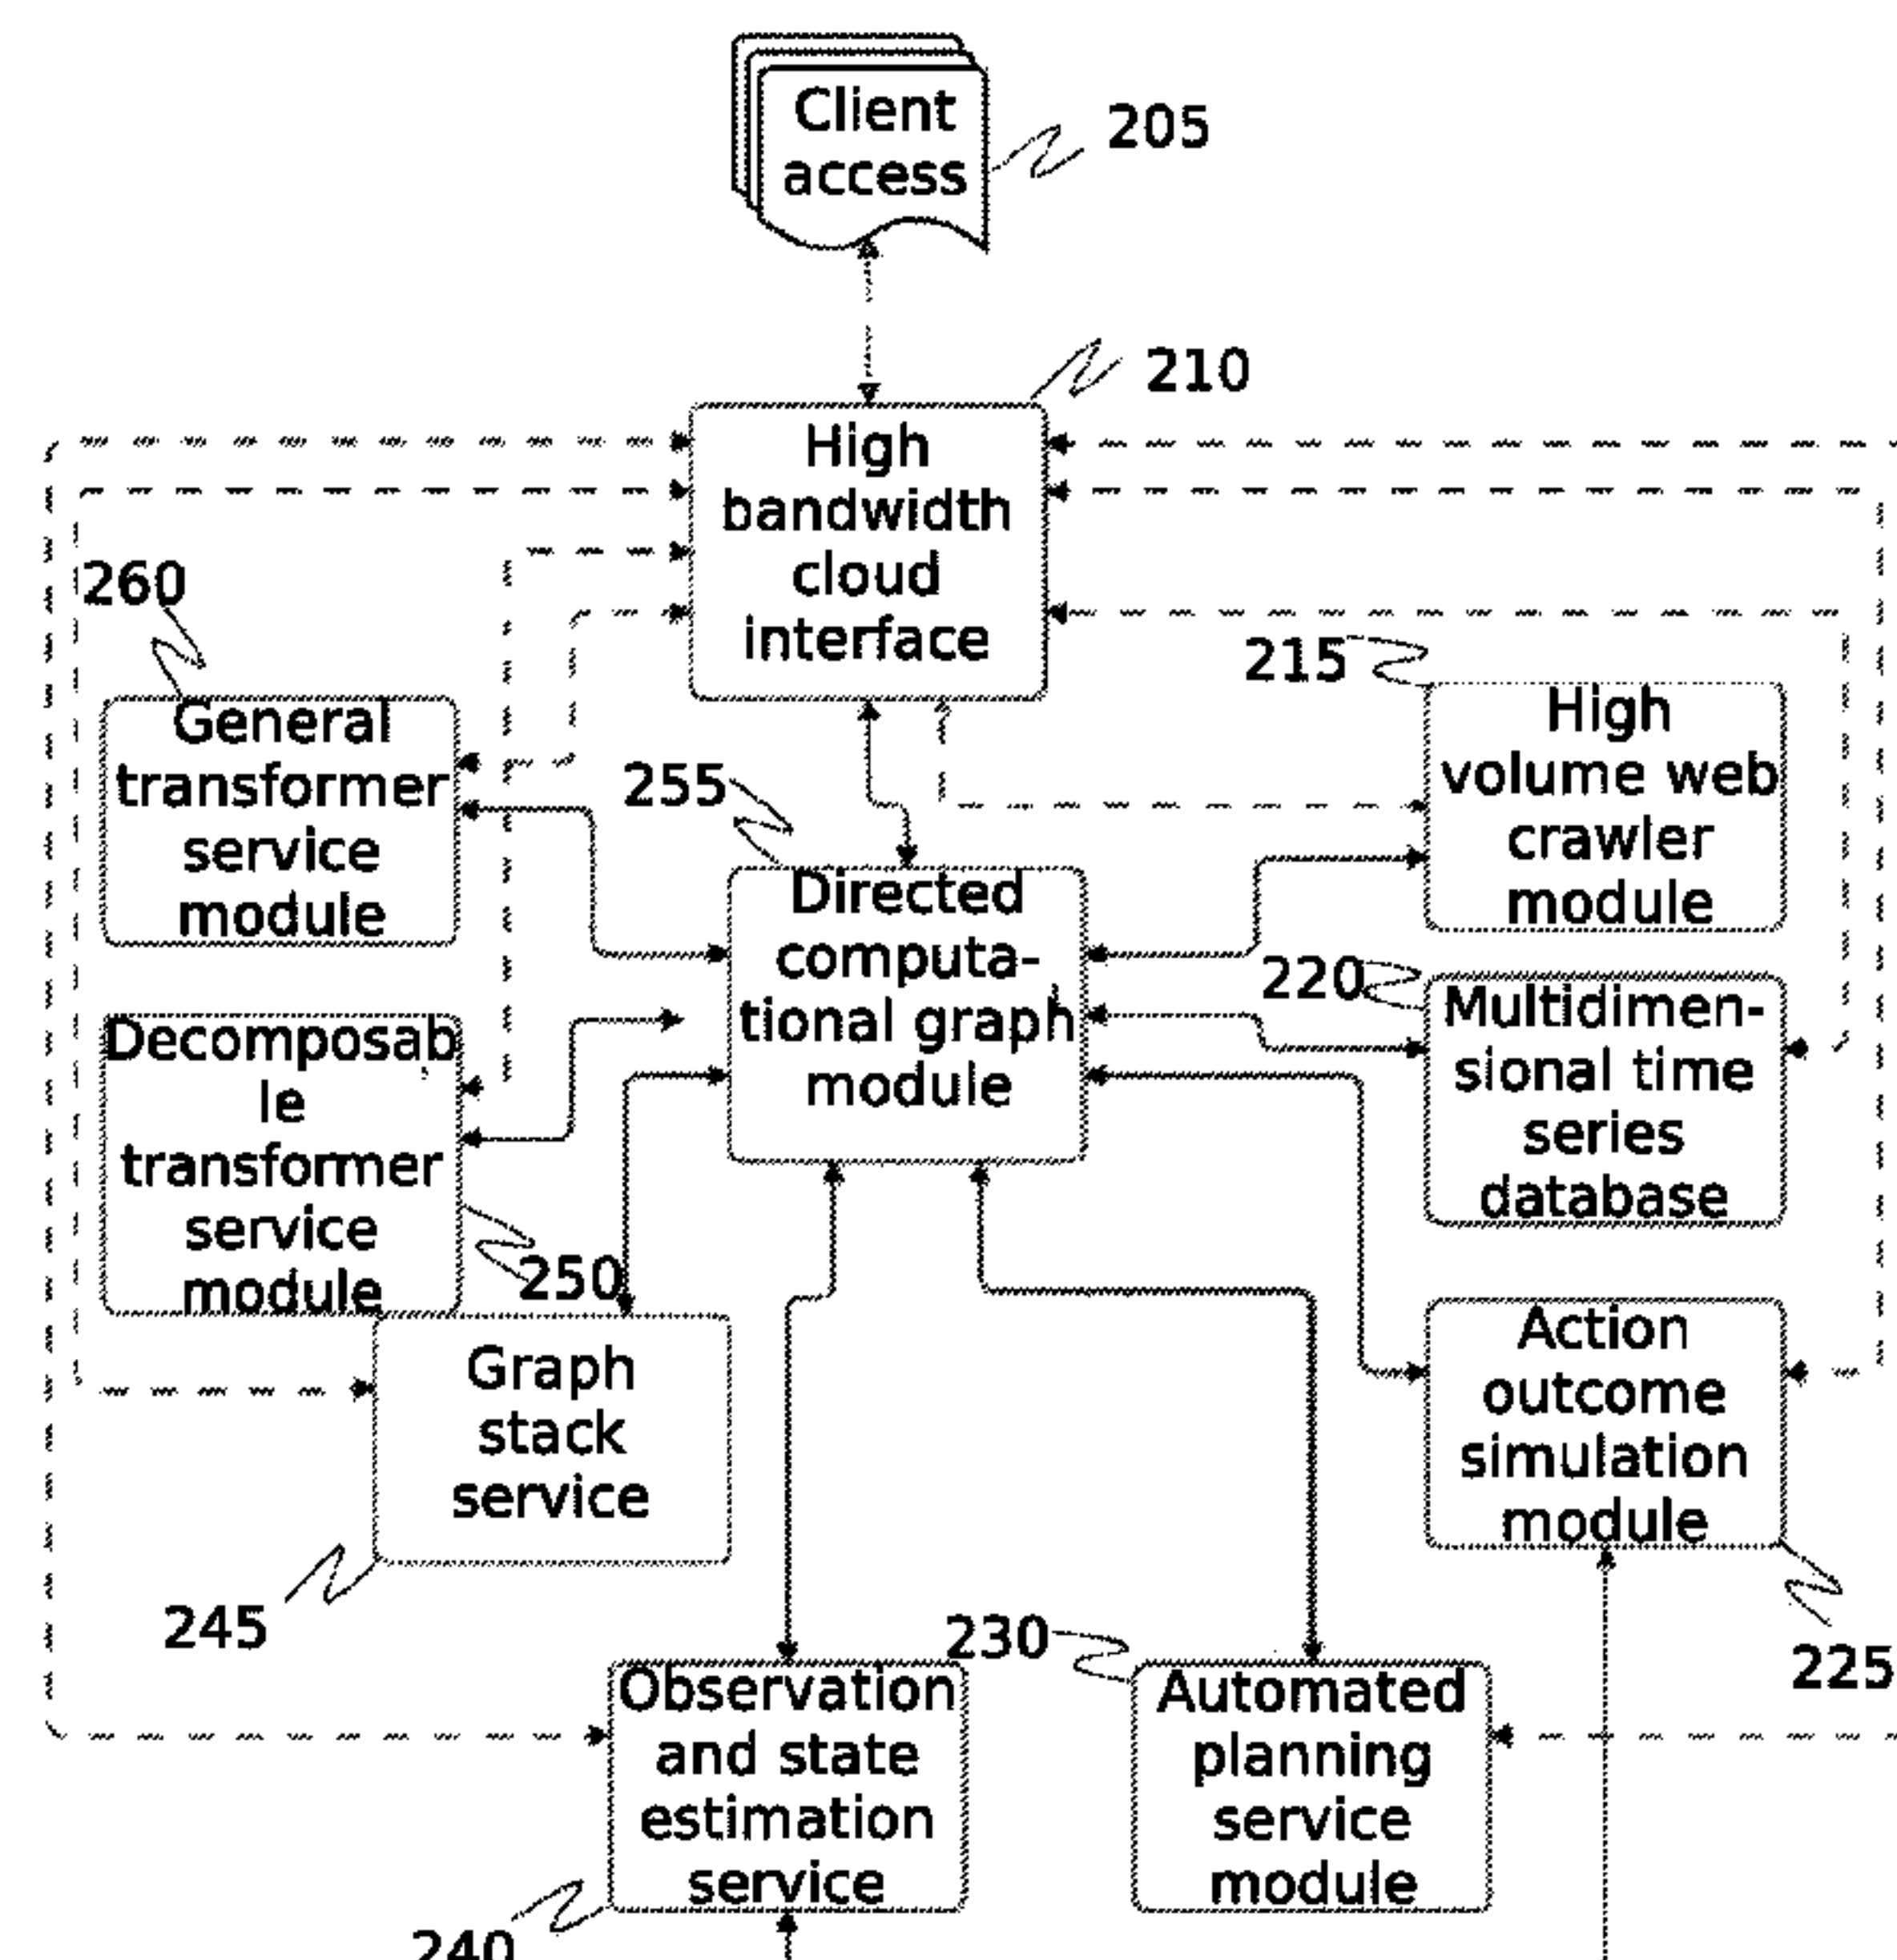 Client
access
205
210
High
bandwidth
cloud
interface
260
215
General
transformer
service
module
255
High
volume web
crawler
module
Directed
computa-
tional graph
module
220
Multidimen-
sional time
series
database
Decomposab
le
transformer
service
module
250
Graph
stack
service
245
Action
outcome
simulation
module
225
230
Observation
and state
estimation
service
240
Automated
planning
service
module